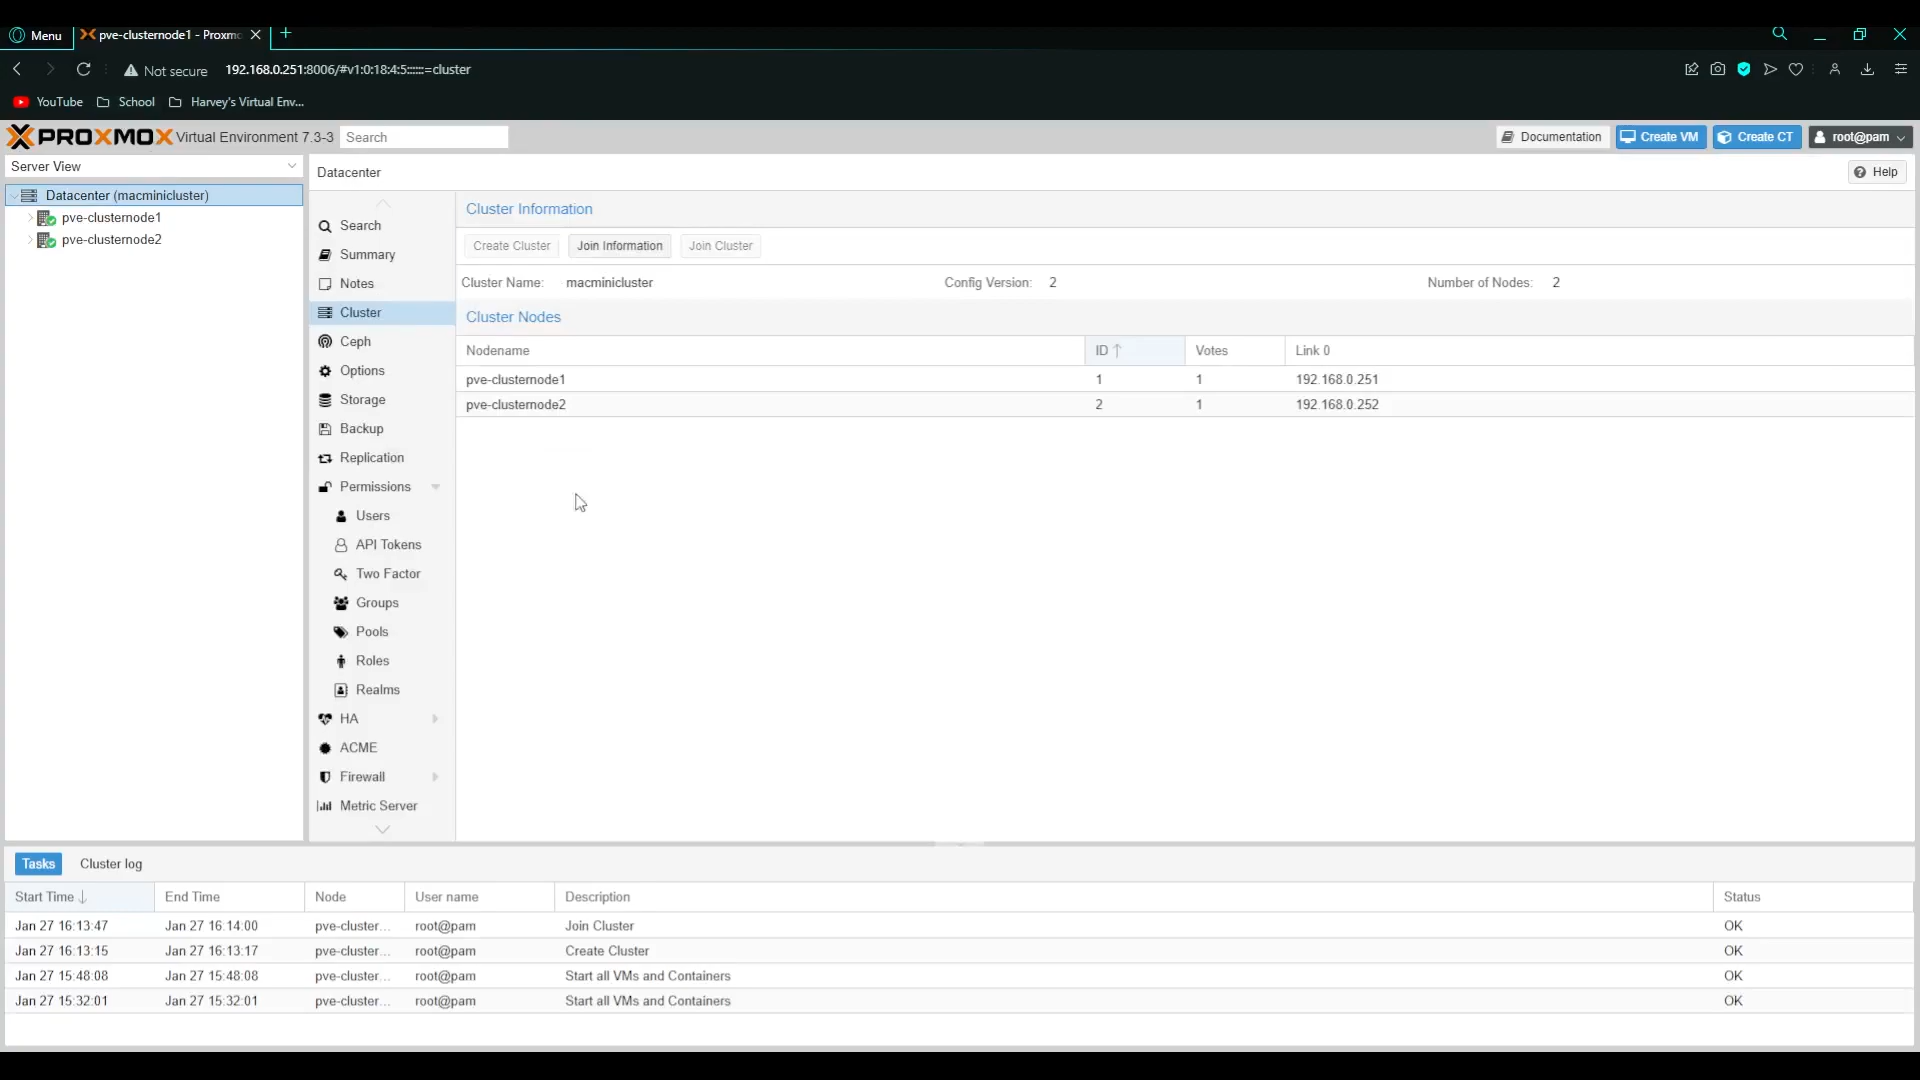 Menu
pve-clusternode1 - Proxmo
Not secure
192.168.0.251:8006/#v1:0:18:4:5::::::=cluster
YouTube
School
Harvey's Virtual Env...
PROXMOX Virtual Environment 7.3-3
Search
Documentation
Create VM
Create CT
root@pam
Server View
Datacenter
Help
Datacenter (macminicluster)
pve-clusternode1
pve-clusternode2
Search
Summary
Notes
Cluster
Ceph
Options
Storage
Backup
Replication
Permissions
Users
API Tokens
Two Factor
Groups
Pools
Roles
Realms
HA
ACME
Firewall
Metric Server
Cluster Information
Create Cluster
Join Information
Join Cluster
Cluster Name: macminicluster
Config Version: 2
Number of Nodes: 2
Cluster Nodes
Nodename ID Votes Link 0
pve-clusternode1 1 1 192.168.0.251
pve-clusternode2 2 1 192.168.0.252
Tasks
Cluster log
Start Time End Time Node User name Description Status
Jan 27 16:13:47 Jan 27 16:14:00 pve-cluster... root@pam Join Cluster OK
Jan 27 16:13:15 Jan 27 16:13:17 pve-cluster... root@pam Create Cluster OK
Jan 27 15:48:08 Jan 27 15:48:08 pve-cluster... root@pam Start all VMs and Containers OK
Jan 27 15:32:01 Jan 27 15:32:01 pve-cluster... root@pam Start all VMs and Containers OK